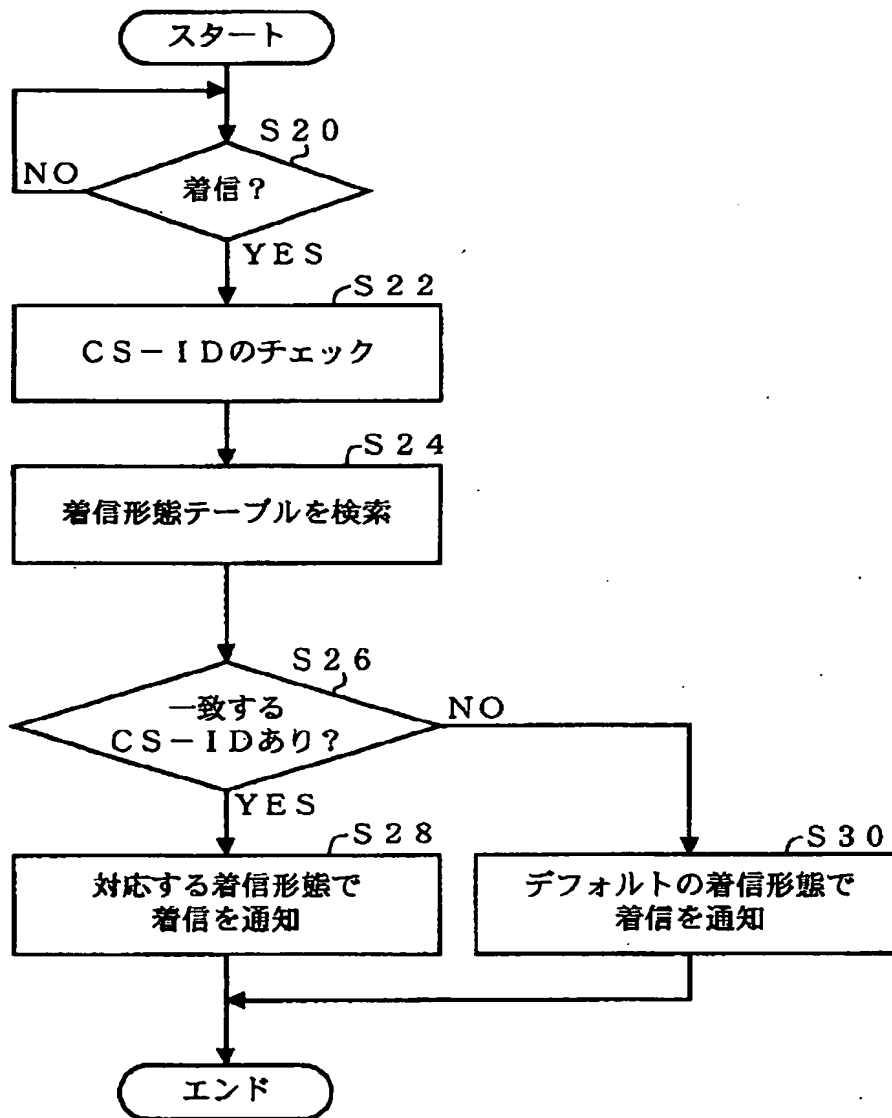 スタート
S20
NO
着信？
YES
S22
CS－IDのチェック
S24
着信形態テーブルを検索
S26
一致する
CS－IDあり？
NO
YES
S28
対応する着信形態で
着信を通知
S30
デフォルトの着信形態で
着信を通知
エンド